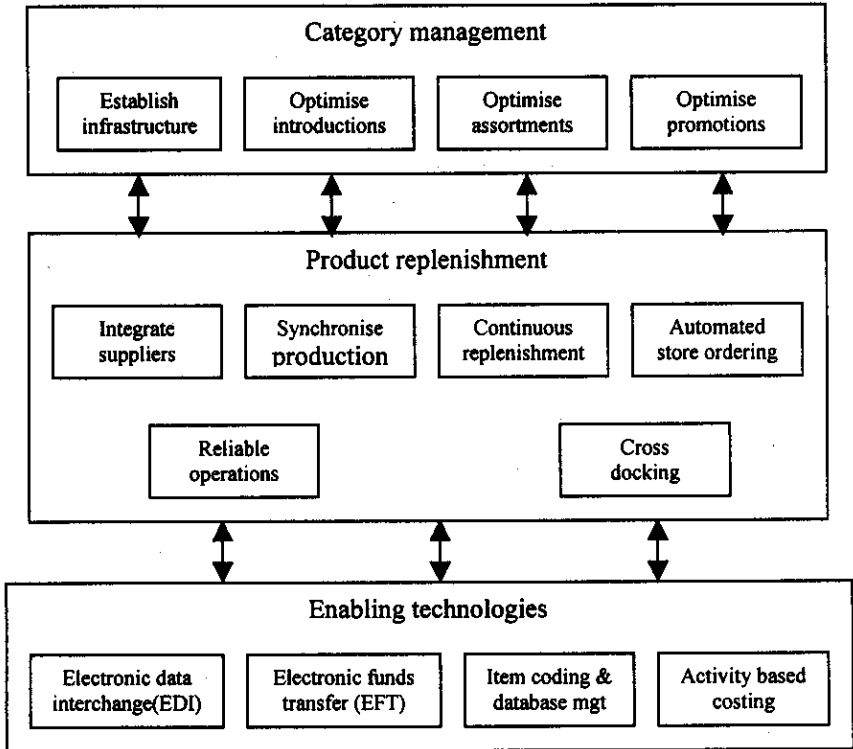 Category management
Establish
infrastructure
Optimise
introductions
Optimise
assortments
Optimise
promotions
Product replenishment
Integrate
suppliers
Synchronise
production
Continuous
replenishment
Automated
store ordering
Reliable
operations
Cross
docking
Enabling technologies
Electronic data
interchange(EDI)
Electronic funds
transfer (EFT)
Item coding &
database mgt
Activity based
costing